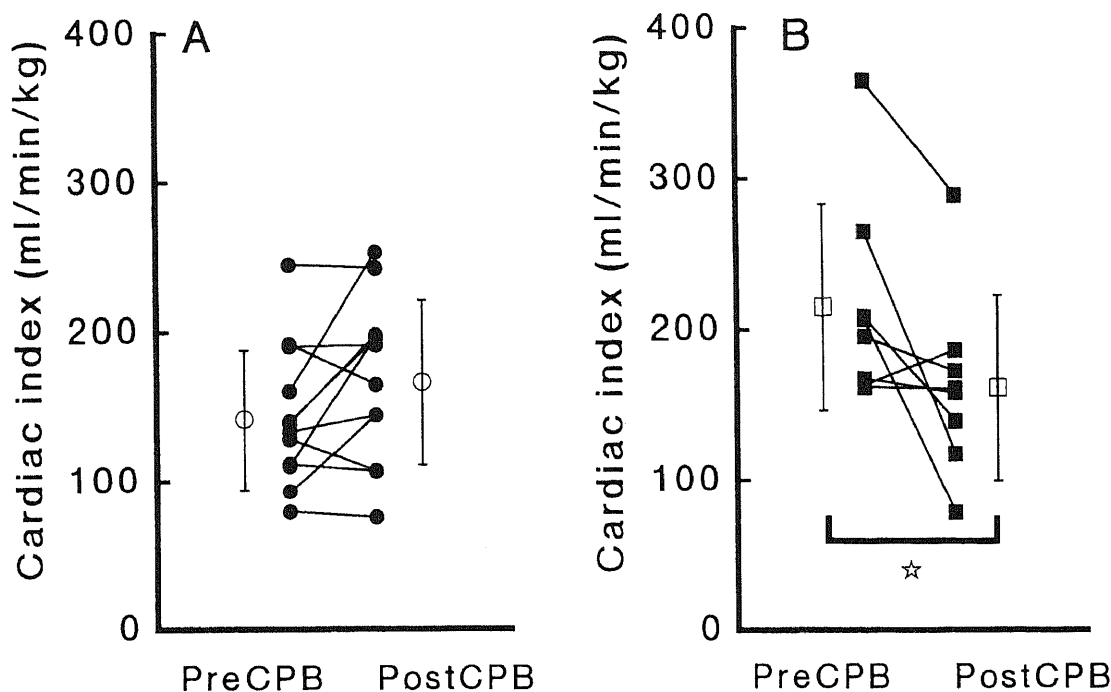 A
Cardiac index (ml/min/kg)
400
300
200
100
0
PreCPB PostCPB
B
Cardiac index (ml/min/kg)
400
300
200
100
0
☆
PreCPB PostCPB